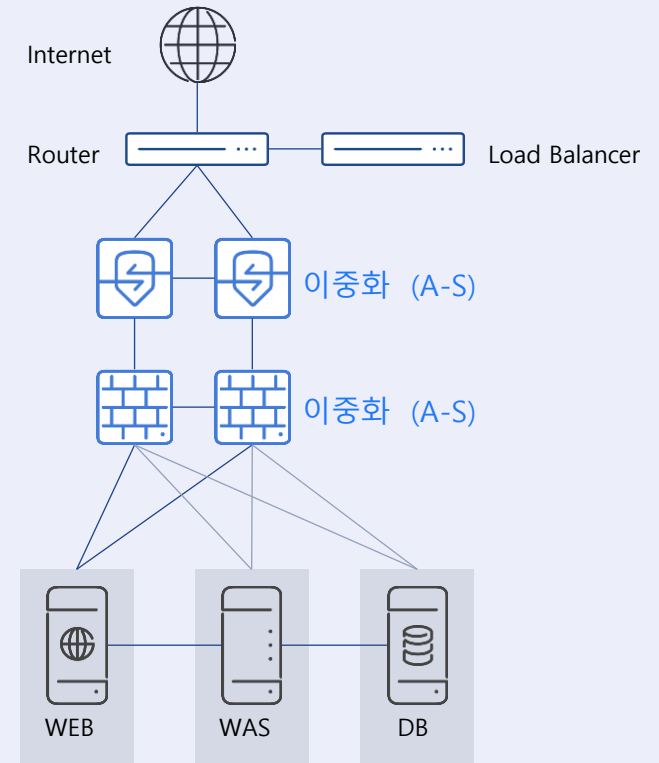 Internet
Router
Load Balancer
이중화 (A-S)
이중화 (A-S)
WEB
WAS
DB